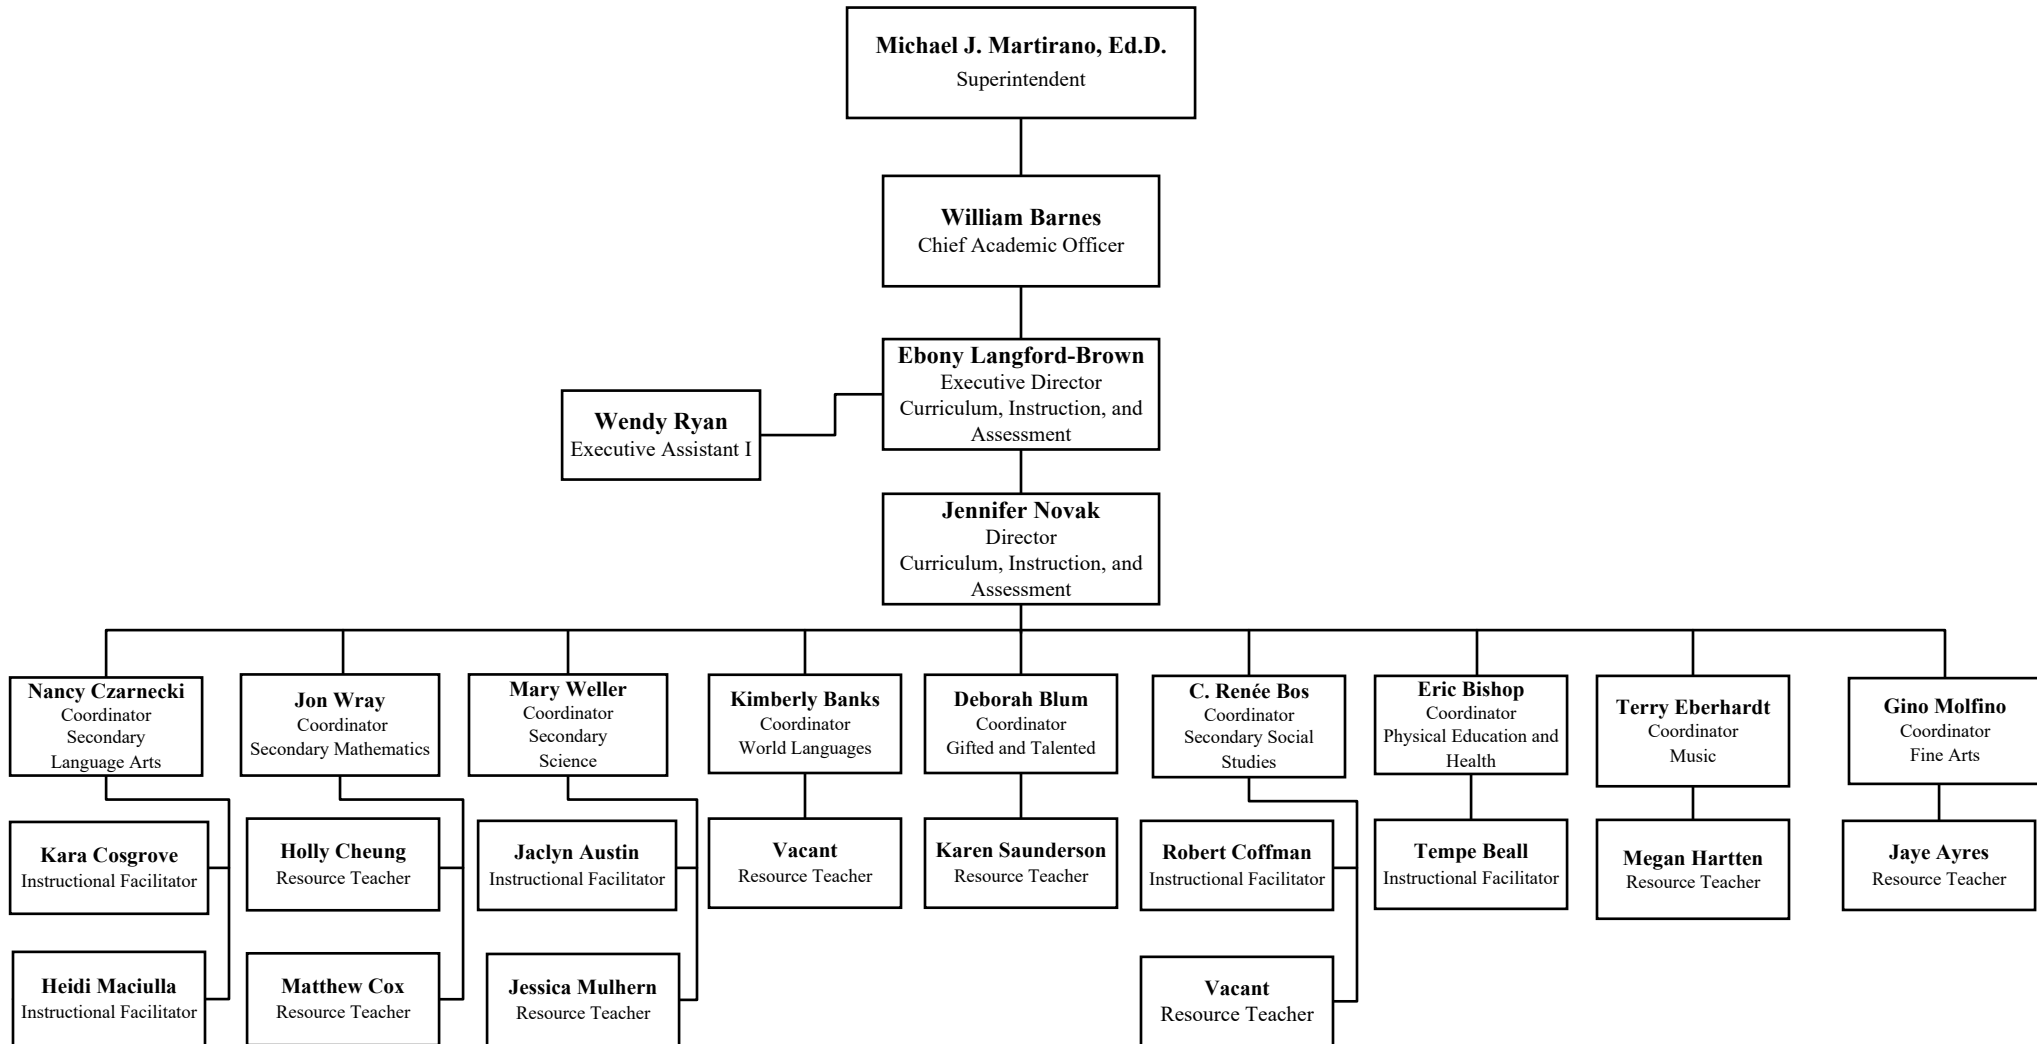 Michael J. Martirano, Ed.D.
Superintendent
William Barnes
Chief Academic Officer
Ebony Langford-Brown
Executive Director
Curriculum, Instruction, and
Assessment
Wendy Ryan
Executive Assistant I
Jennifer Novak
Director
Curriculum, Instruction, and
Assessment
Nancy Czarnecki
Coordinator
Secondary
Language Arts
Jon Wray
Coordinator
Secondary Mathematics
Mary Weller
Coordinator
Secondary
Science
Kimberly Banks
Coordinator
World Languages
Deborah Blum
Coordinator
Gifted and Talented
C. Renée Bos
Coordinator
Secondary Social
Studies
Eric Bishop
Coordinator
Physical Education and
Health
Terry Eberhardt
Coordinator
Music
Gino Molfino
Coordinator
Fine Arts
Kara Cosgrove
Instructional Facilitator
Holly Cheung
Resource Teacher
Jaclyn Austin
Instructional Facilitator
Vacant
Resource Teacher
Karen Saunderson
Resource Teacher
Robert Coffman
Instructional Facilitator
Tempe Beall
Instructional Facilitator
Megan Hartten
Resource Teacher
Jaye Ayres
Resource Teacher
Heidi Maciulla
Instructional Facilitator
Matthew Cox
Resource Teacher
Jessica Mulhern
Resource Teacher
Vacant
Resource Teacher